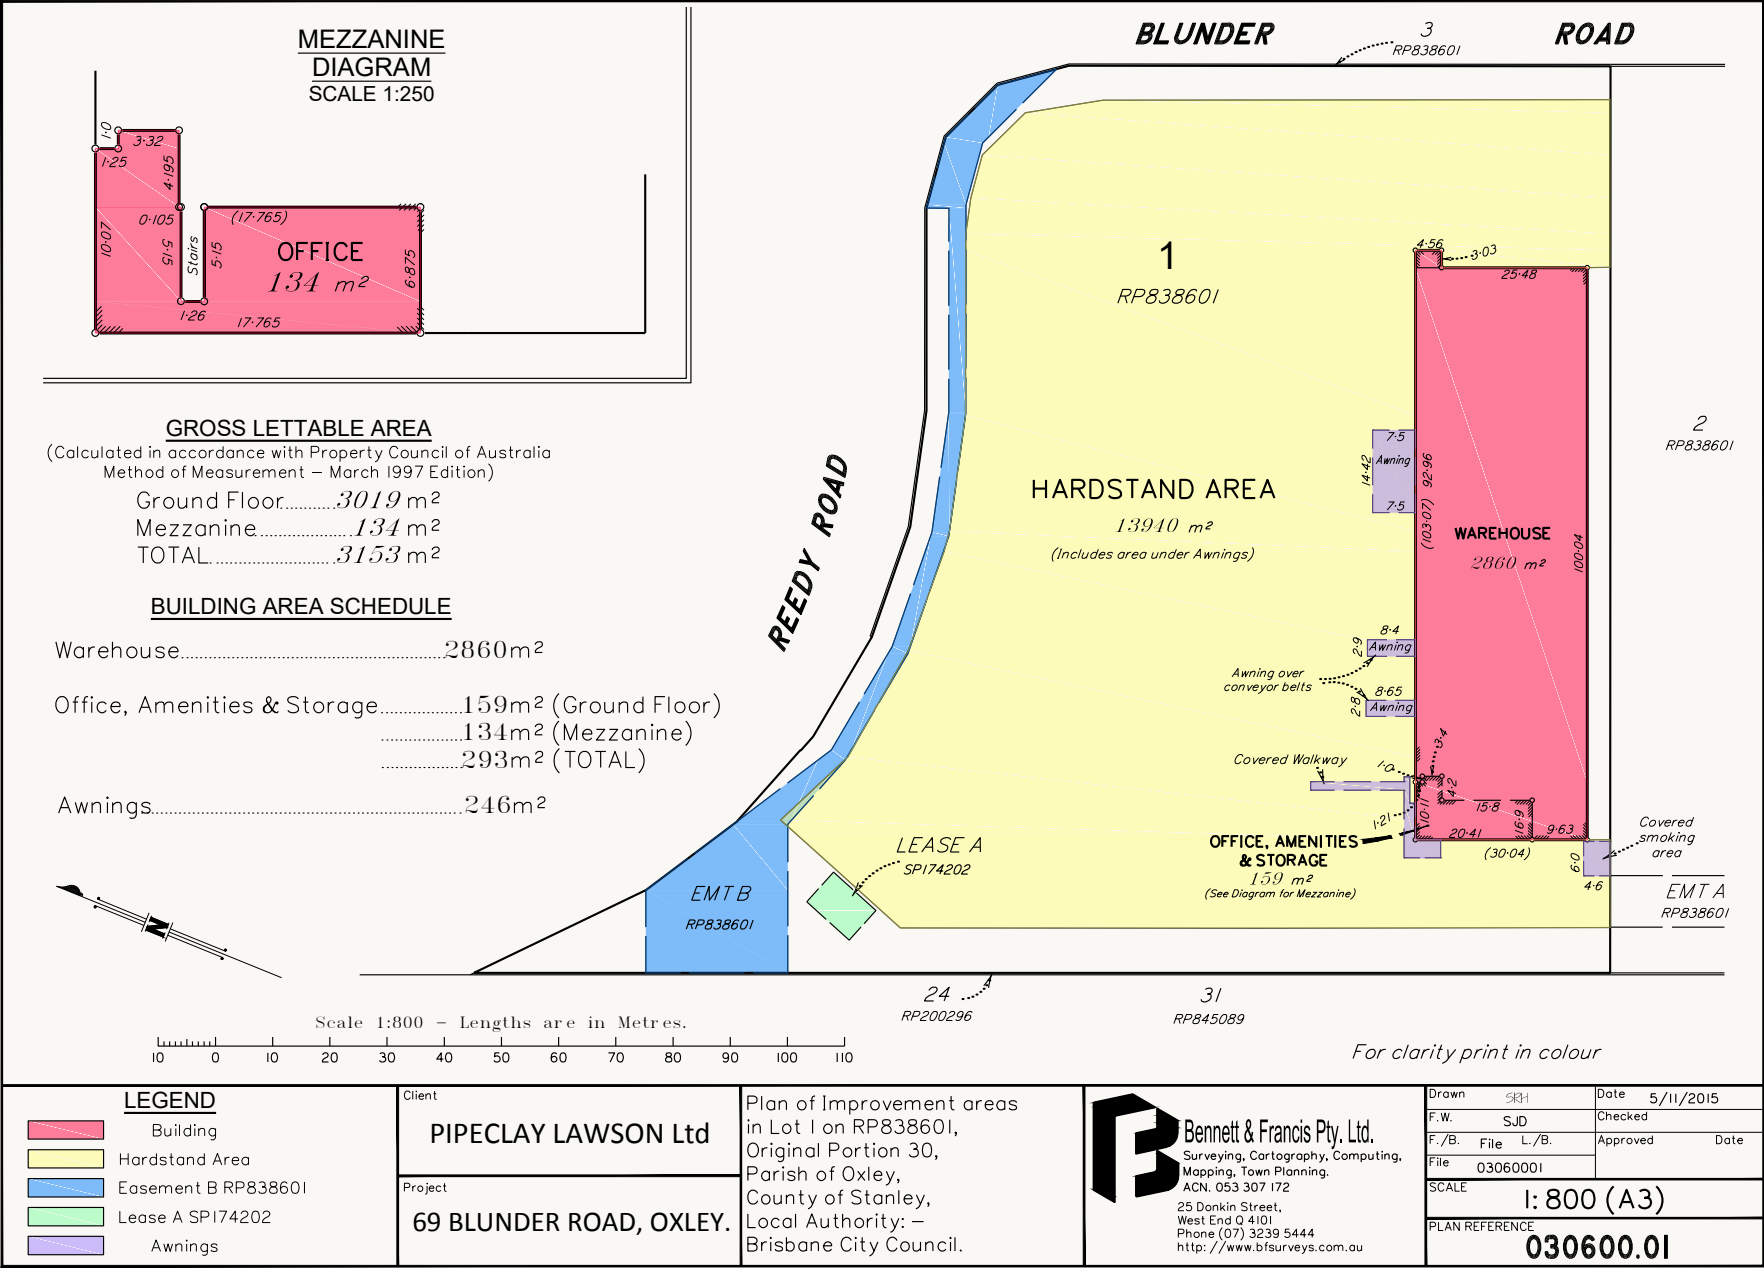 MEZZANINE
DIAGRAM
SCALE 1:250
1·0
3·32
1·25
4·195
0·105
(17·765)
10·07
5·15
Stairs
5·15
OFFICE
134 m²
6·875
1·26
17·765
GROSS LETTABLE AREA
(Calculated in accordance with Property Council of Australia
Method of Measurement – March 1997 Edition)
Ground Floor..........3019 m²
Mezzanine.................134 m²
TOTAL.....................3153 m²
BUILDING AREA SCHEDULE
Warehouse.....................................................2860m²
Office, Amenities & Storage................159m² (Ground Floor)
................134m² (Mezzanine)
................293m² (TOTAL)
Awnings...............................................................246m²
BLUNDER ROAD
3
RP838601
1
RP838601
4·56
3·03
25·48
2
RP838601
REEDY ROAD
HARDSTAND AREA
13940 m²
(Includes area under Awnings)
7·5
Awning
14·42
7·5
(103·07) 92·96
WAREHOUSE
2860 m²
100·04
8·4
2·9
Awning
Awning over
conveyor belts
8·65
2·8
Awning
Covered Walkway
1·0
3·4
4·2
15·8
1·21
10·11
16·9
20·41
9·63
(30·04)
OFFICE, AMENITIES
& STORAGE
159 m²
(See Diagram for Mezzanine)
Covered
smoking
area
6·0
4·6
EMT A
RP838601
LEASE A
SP174202
EMT B
RP838601
N
24
RP200296
31
RP845089
Scale 1:800 – Lengths are in Metres.
10 0 10 20 30 40 50 60 70 80 90 100 110
For clarity print in colour
LEGEND
Building
Hardstand Area
Easement B RP838601
Lease A SP174202
Awnings
Client
PIPECLAY LAWSON Ltd
Project
69 BLUNDER ROAD, OXLEY.
Plan of Improvement areas
in Lot 1 on RP838601,
Original Portion 30,
Parish of Oxley,
County of Stanley,
Local Authority: –
Brisbane City Council.
Bennett & Francis Pty. Ltd.
Surveying, Cartography, Computing,
Mapping, Town Planning.
ACN. 053 307 172
25 Donkin Street,
West End Q 4101
Phone (07) 3239 5444
http: //www.bfsurveys.com.au
Drawn SRH
Date 5/11/2015
F.W. SJD
Checked
F./B. File L./B.
Approved Date
File 03060001
SCALE
1: 800 (A3)
PLAN REFERENCE
030600.01